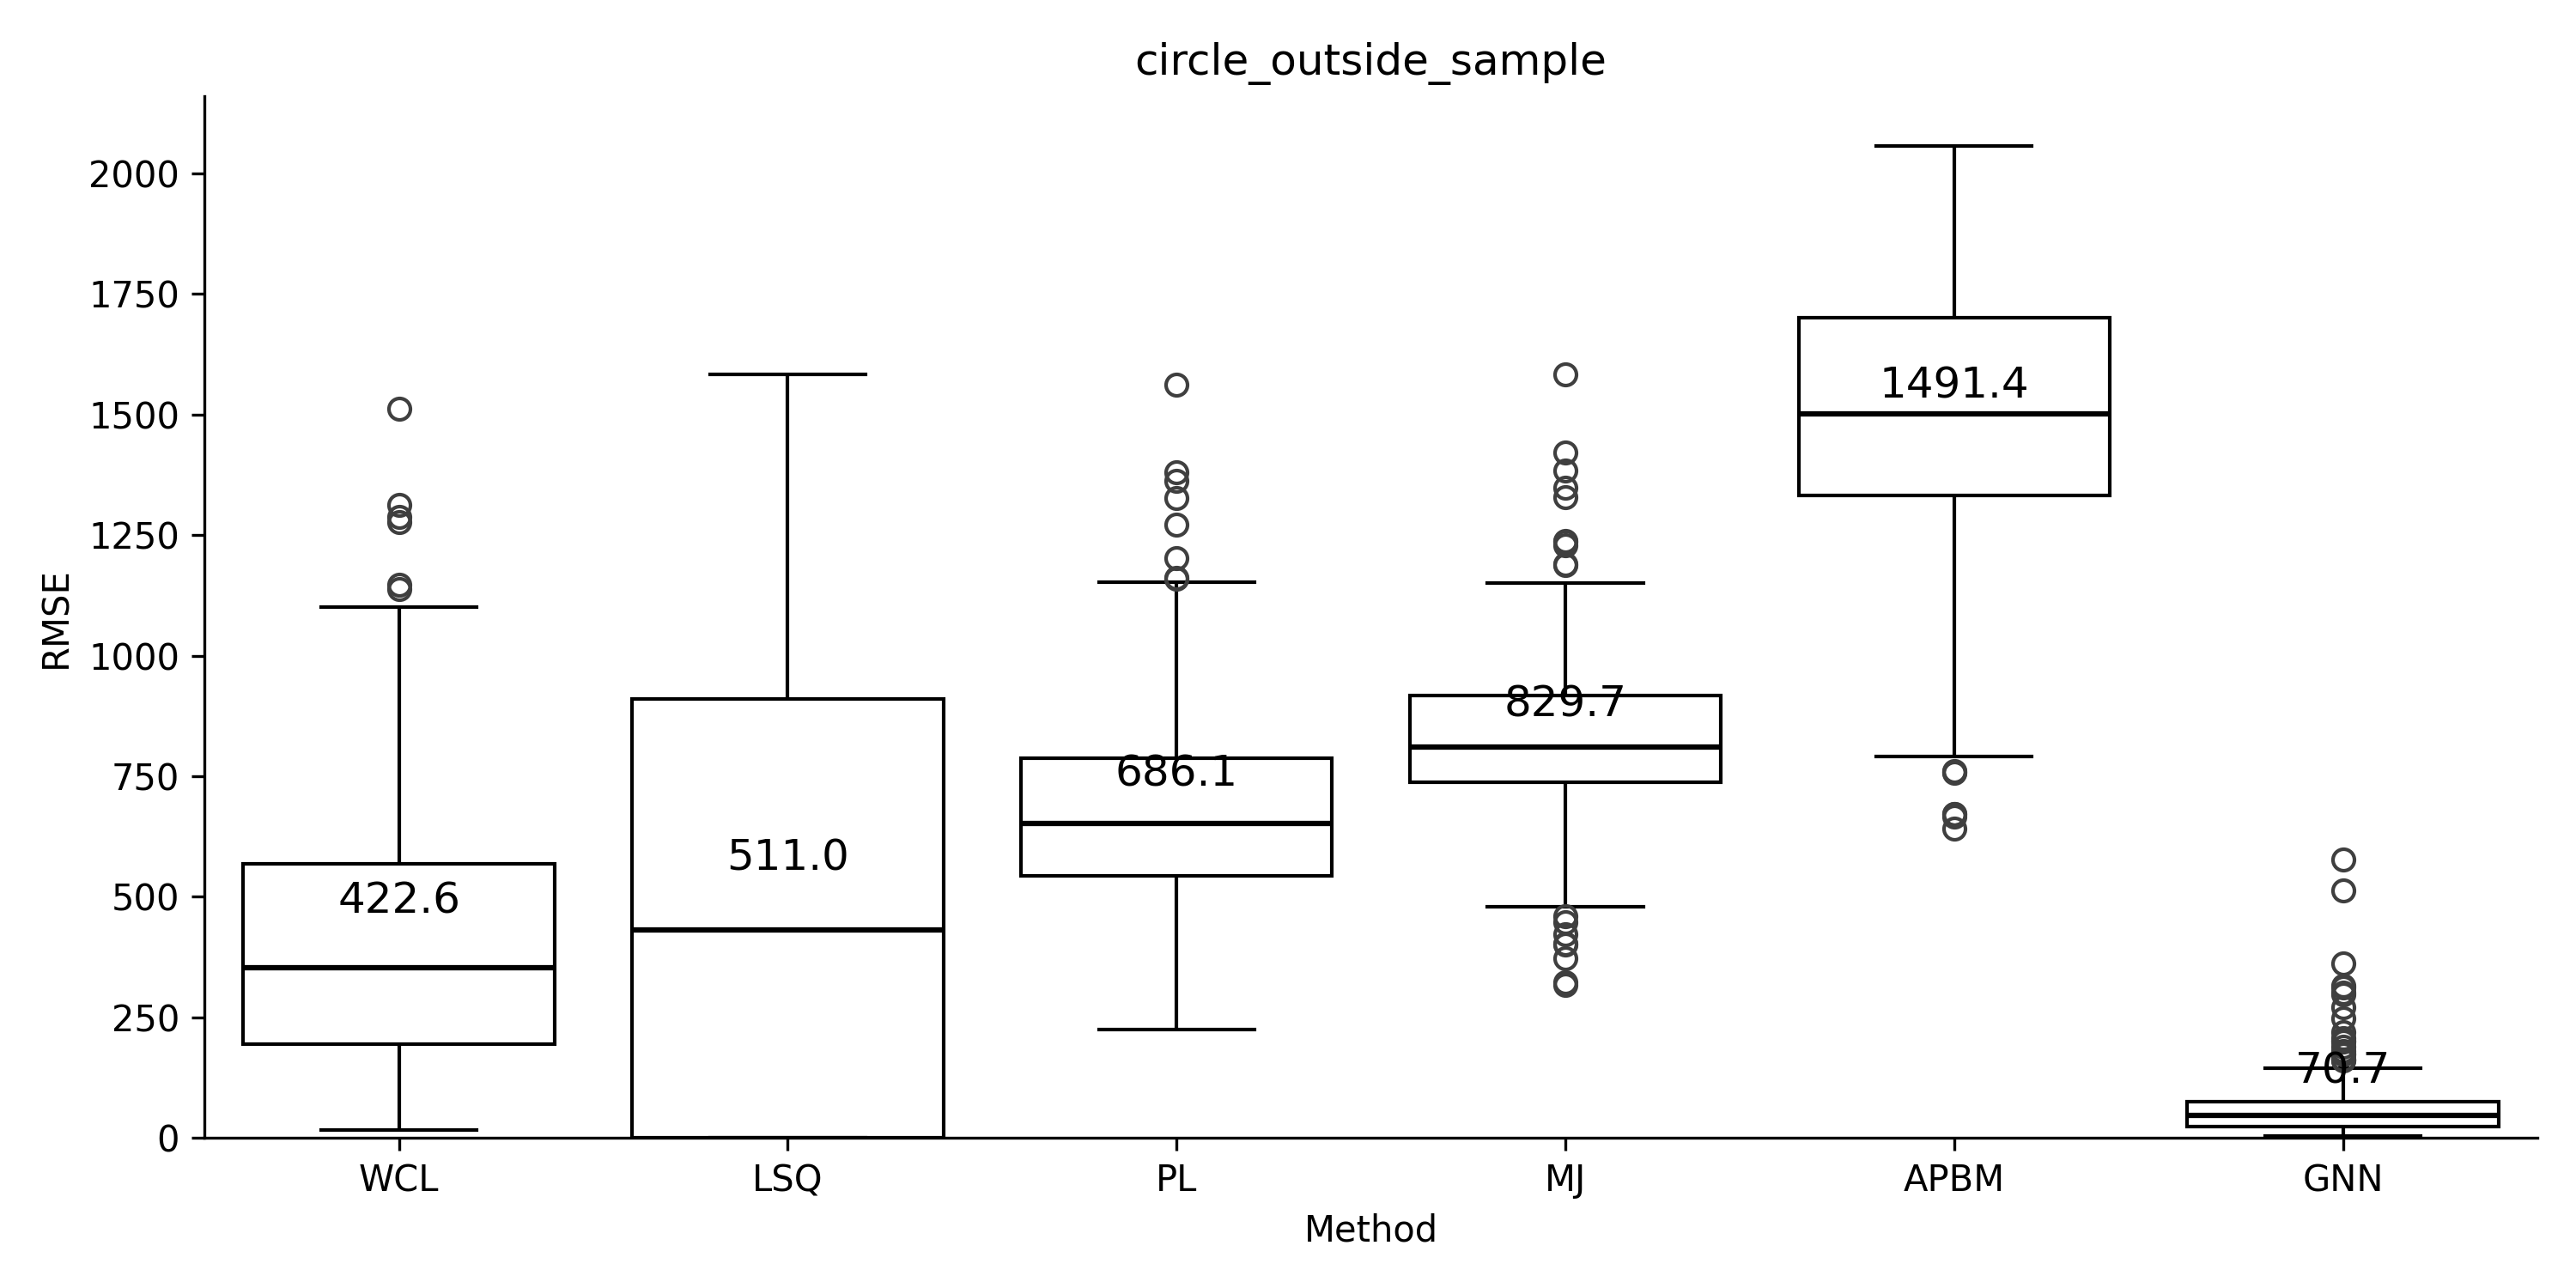 circle_outside_sample
2000
1750
1500
1250
1000
750
500
250
0
RMSE
422.6
511.0
686.1
829.7
1491.4
70.7
WCL
LSQ
PL
MJ
APBM
GNN
Method